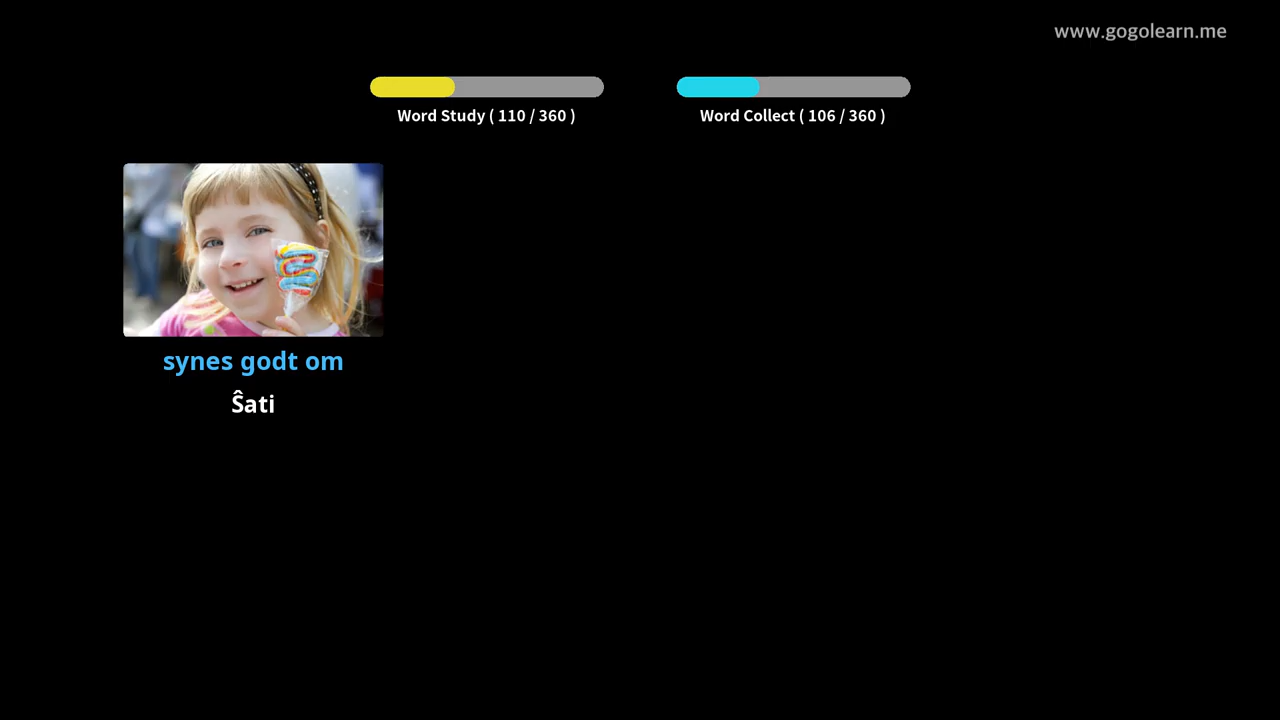 www.gogolearn.me
Word Study ( 110 / 360 )
Word Collect ( 106 / 360 )
synes godt om
Ŝati